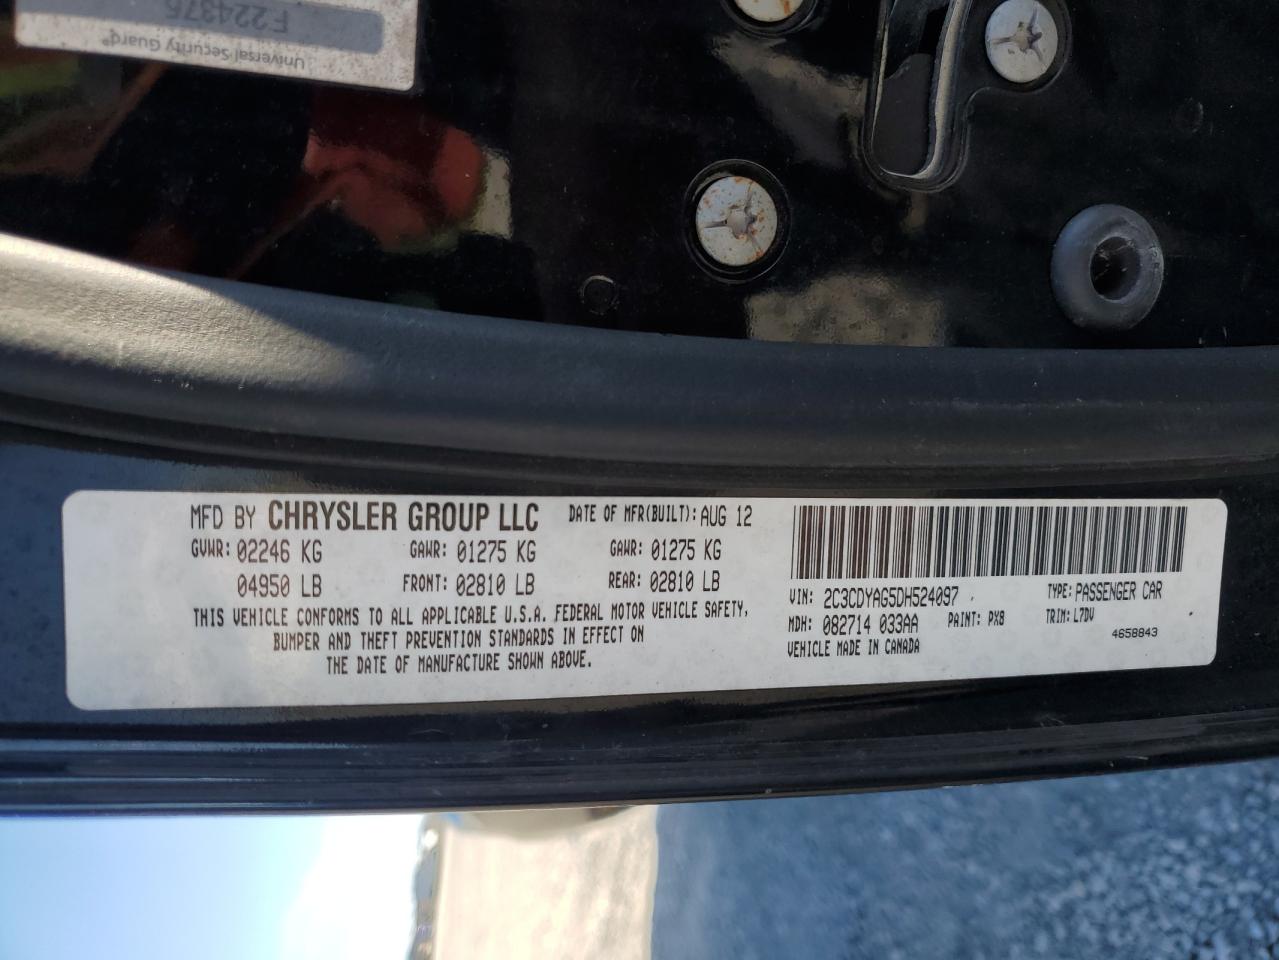 F224375
Universal Security Guard®
MFD BY CHRYSLER GROUP LLC DATE OF MFR(BUILT): AUG 12
GVWR: 02246 KG GAWR: 01275 KG GAWR: 01275 KG
04950 LB FRONT: 02810 LB REAR: 02810 LB
THIS VEHICLE CONFORMS TO ALL APPLICABLE U.S.A. FEDERAL MOTOR VEHICLE SAFETY,
BUMPER AND THEFT PREVENTION STANDARDS IN EFFECT ON
THE DATE OF MANUFACTURE SHOWN ABOVE.
VIN: 2C3CDYAG5DH524097 TYPE: PASSENGER CAR
MDH: 082714 033AA PAINT: PX8 TRIM: L7DV
VEHICLE MADE IN CANADA 4658843